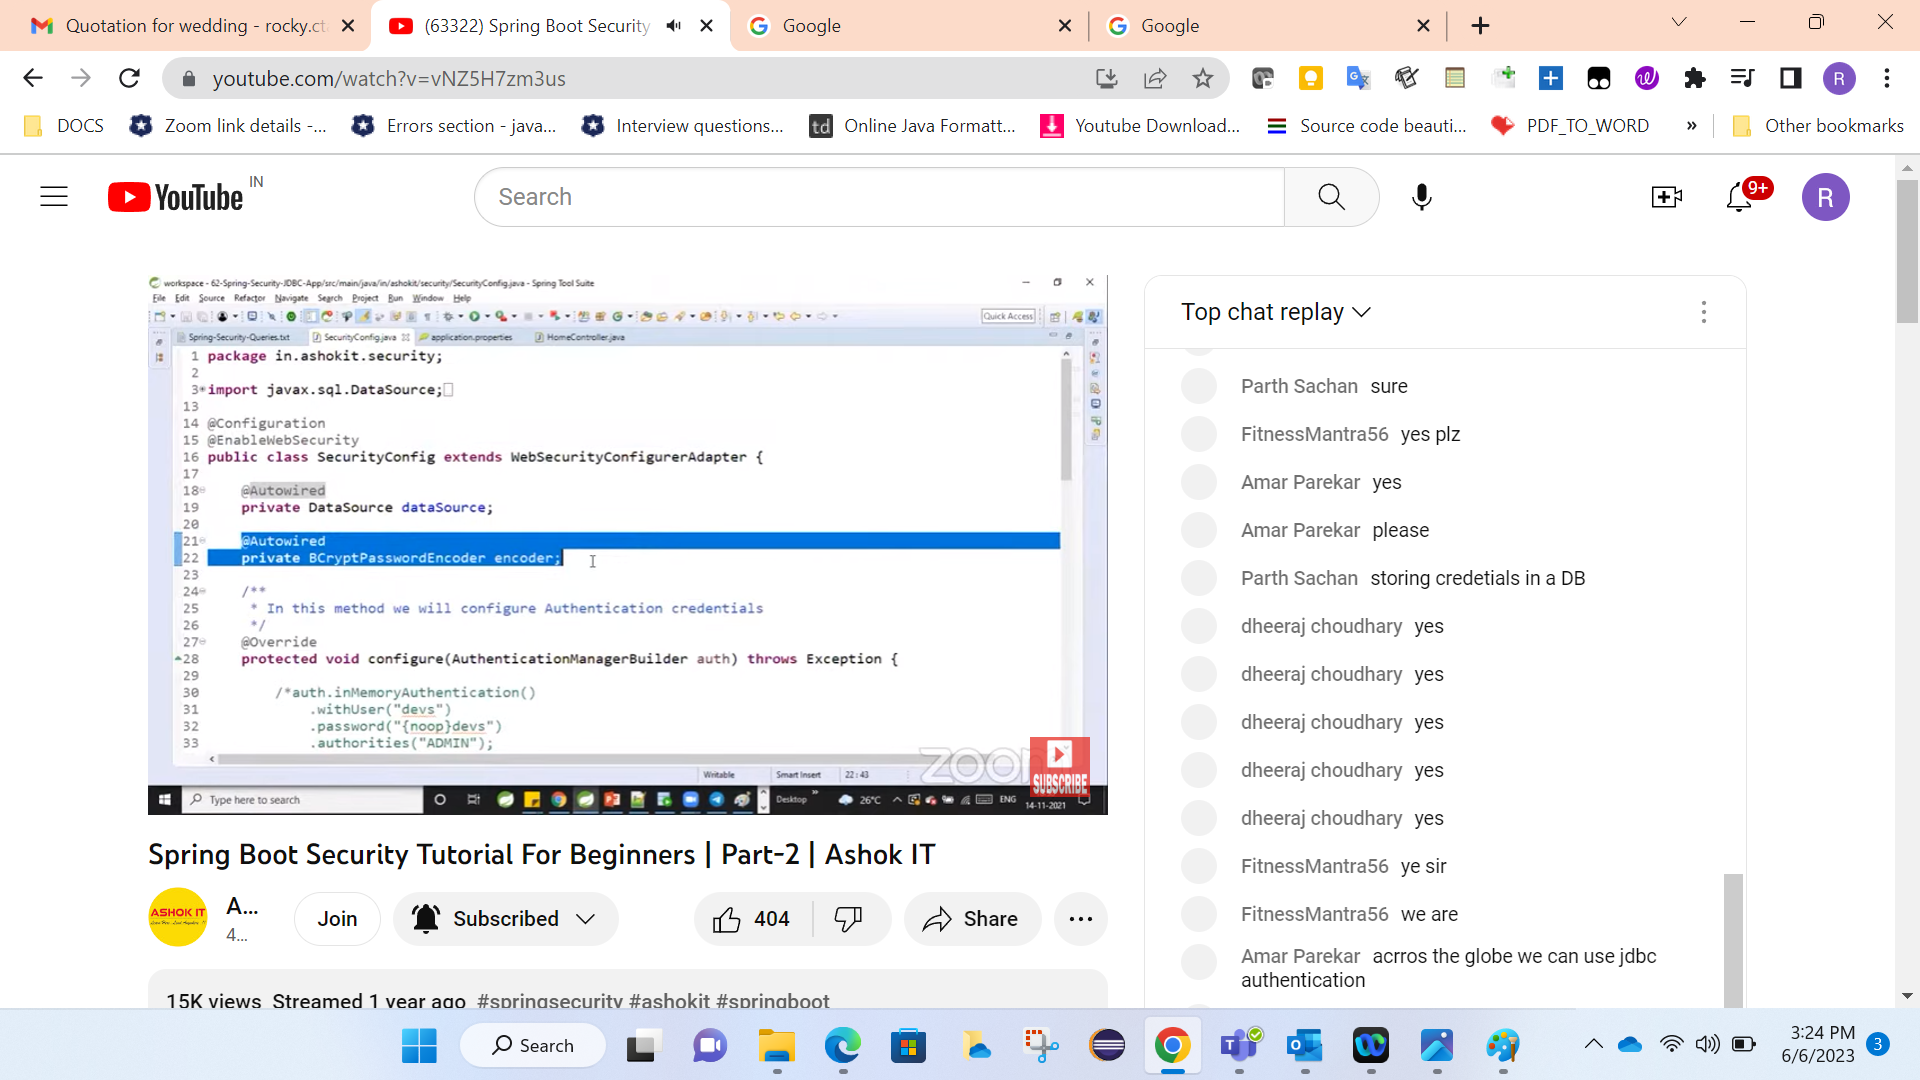 Quotation for wedding - rocky.cta
(63322) Spring Boot Security
Google
Google
youtube.com/watch?v=vNZ5H7zm3us
R
DOCS
Zoom link details -...
Errors section - java...
Interview questions...
td
Online Java Formatt...
Youtube Download...
Source code beauti...
PDF_TO_WORD
»
Other bookmarks
YouTube IN
Search
9+
R
workspace - 62-Spring-Security-JDBC-App/src/main/java/in/ashokit/security/SecurityConfig.java - Spring Tool Suite
File Edit Source Refactor Navigate Search Project Run Window Help
Quick Access
Spring-Security-Queries.txt
SecurityConfig.java
application.properties
HomeController.java
1 package in.ashokit.security;
2
3 import javax.sql.DataSource;
13
14 @Configuration
15 @EnableWebSecurity
16 public class SecurityConfig extends WebSecurityConfigurerAdapter {
17
18 @Autowired
19 private DataSource dataSource;
20
21 @Autowired
22 private BCryptPasswordEncoder encoder;
23
24 /**
25 * In this method we will configure Authentication credentials
26 */
27 @Override
28 protected void configure(AuthenticationManagerBuilder auth) throws Exception {
29
30 /*auth.inMemoryAuthentication()
31 .withUser("devs")
32 .password("{noop}devs")
33 .authorities("ADMIN");
Writable
Smart Insert
22:43
zoom
SUBSCRIBE
Type here to search
Desktop
26°C
ENG
14-11-2021
Top chat replay
Parth Sachan sure
FitnessMantra56 yes plz
Amar Parekar yes
Amar Parekar please
Parth Sachan storing credetials in a DB
dheeraj choudhary yes
dheeraj choudhary yes
dheeraj choudhary yes
dheeraj choudhary yes
dheeraj choudhary yes
FitnessMantra56 ye sir
FitnessMantra56 we are
Amar Parekar acrros the globe we can use jdbc
authentication
Spring Boot Security Tutorial For Beginners | Part-2 | Ashok IT
ASHOK IT
A...
4...
Join
Subscribed
404
Share
15K views Streamed 1 year ago #springsecurity #ashokit #springboot
Search
3:24 PM
6/6/2023
3